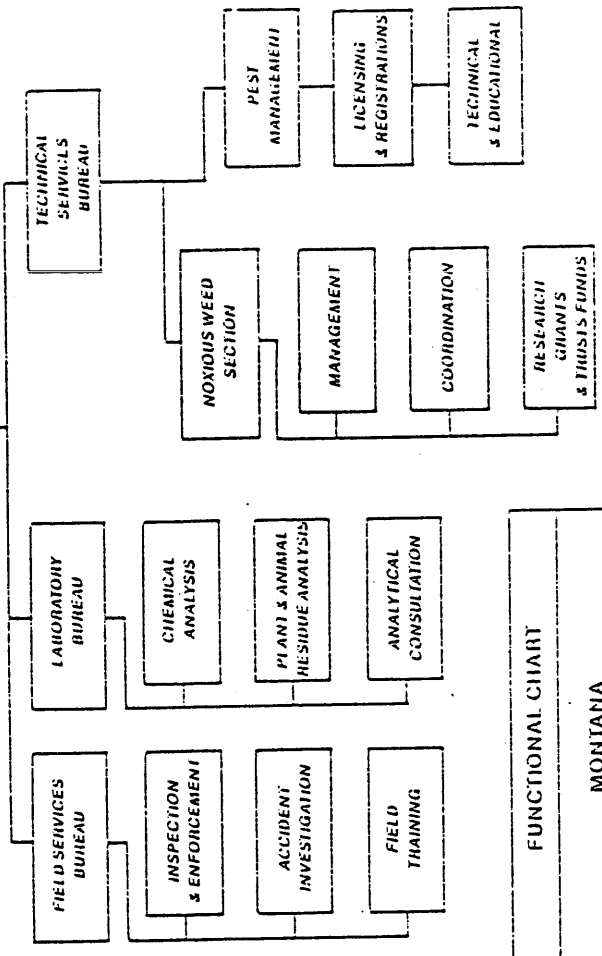 FIELD SERVICES
BUREAU
INSPECTION
& ENFORCEMENT
ACCIDENT
INVESTIGATION
FIELD
TRAINING
LABORATORY
BUREAU
CHEMICAL
ANALYSIS
PLANT & ANIMAL
RESIDUE ANALYSIS
ANALYTICAL
CONSULTATION
TECHNICAL
SERVICES
BUREAU
NOXIOUS WEED
SECTION
MANAGEMENT
COORDINATION
RESEARCH
GRANTS
& TRUSTS FUNDS
PEST
MANAGEMENT
LICENSING
& REGISTRATIONS
TECHNICAL
& EDUCATIONAL
FUNCTIONAL CHART
MONTANA